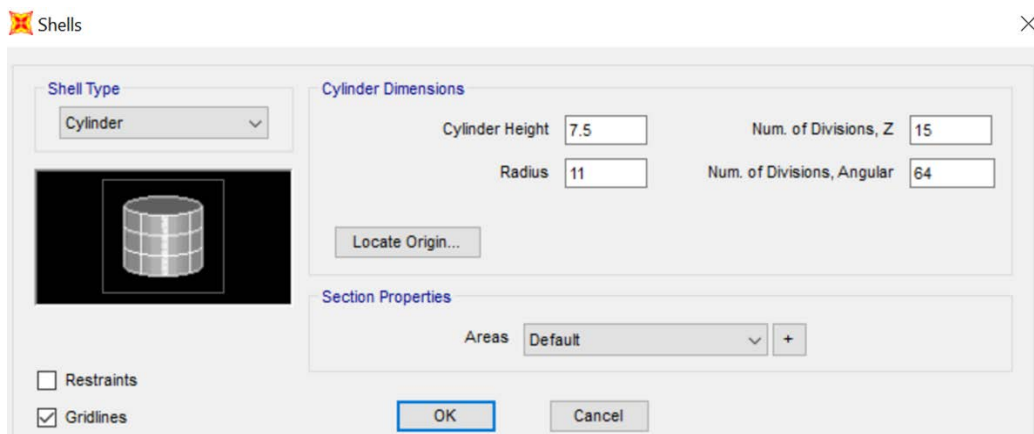 Shells
Shell Type
Cylinder
Cylinder Dimensions
Cylinder Height 7.5 Num. of Divisions, Z 15
Radius 11 Num. of Divisions, Angular 64
Locate Origin...
Section Properties
Areas Default +
Restraints
Gridlines
OK Cancel